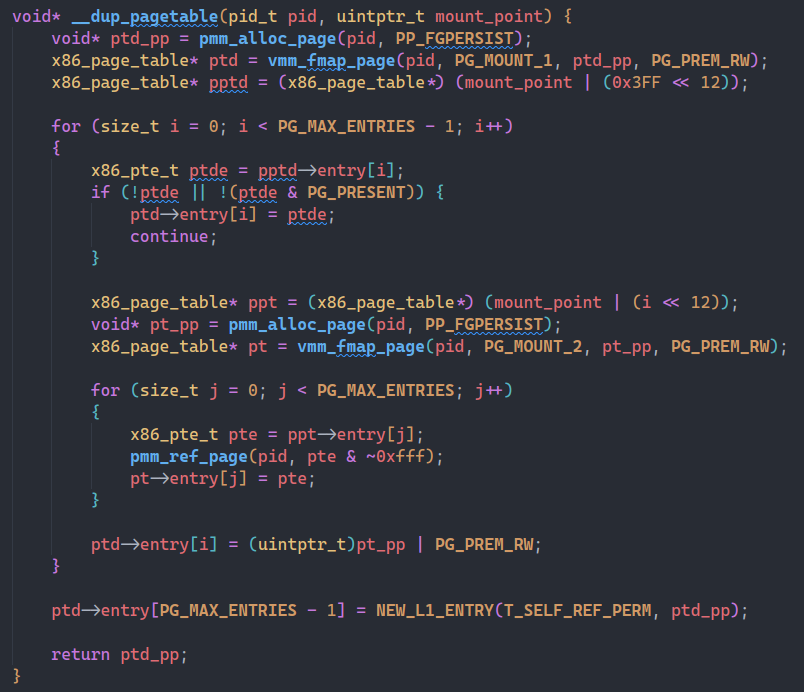 void* __dup_pagetable(pid_t pid, uintptr_t mount_point) {
    void* ptd_pp = pmm_alloc_page(pid, PP_FGPERSIST);
    x86_page_table* ptd = vmm_fmap_page(pid, PG_MOUNT_1, ptd_pp, PG_PREM_RW);
    x86_page_table* pptd = (x86_page_table*) (mount_point | (0x3FF << 12));

    for (size_t i = 0; i < PG_MAX_ENTRIES - 1; i++)
    {
        x86_pte_t ptde = pptd->entry[i];
        if (!ptde || !(ptde & PG_PRESENT)) {
            ptd->entry[i] = ptde;
            continue;
        }

        x86_page_table* ppt = (x86_page_table*) (mount_point | (i << 12));
        void* pt_pp = pmm_alloc_page(pid, PP_FGPERSIST);
        x86_page_table* pt = vmm_fmap_page(pid, PG_MOUNT_2, pt_pp, PG_PREM_RW);

        for (size_t j = 0; j < PG_MAX_ENTRIES; j++)
        {
            x86_pte_t pte = ppt->entry[j];
            pmm_ref_page(pid, pte & ~0xfff);
            pt->entry[j] = pte;
        }

        ptd->entry[i] = (uintptr_t)pt_pp | PG_PREM_RW;
    }

    ptd->entry[PG_MAX_ENTRIES - 1] = NEW_L1_ENTRY(T_SELF_REF_PERM, ptd_pp);

    return ptd_pp;
}